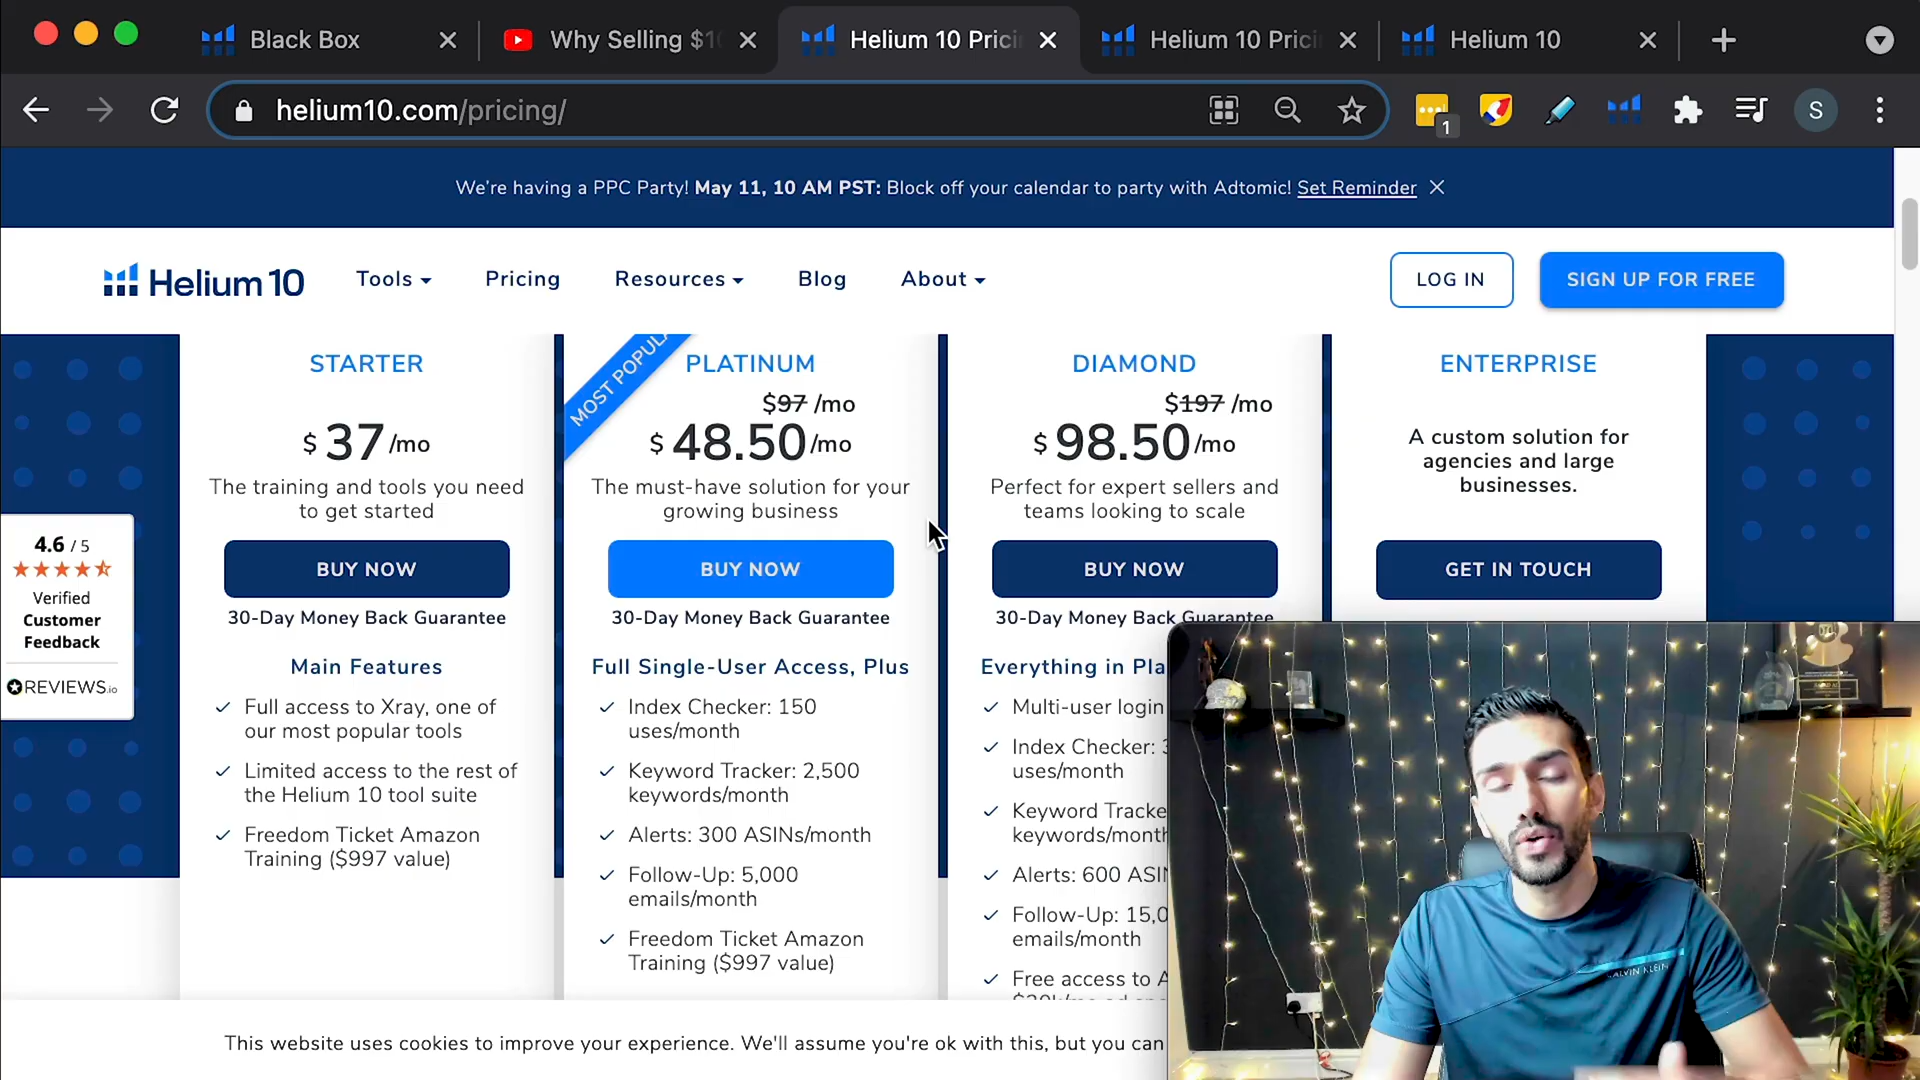 Black Box
Why Selling $10
Helium 10 Prici
Helium 10 Prici
Helium 10
helium10.com/pricing/
1
S
We're having a PPC Party! May 11, 10 AM PST: Block off your calendar to party with Adtomic! Set Reminder
Helium 10
Tools
Pricing
Resources
Blog
About
LOG IN
SIGN UP FOR FREE
STARTER
$ 37 /mo
The training and tools you need
to get started
BUY NOW
30-Day Money Back Guarantee
Main Features
Full access to Xray, one of
our most popular tools
Limited access to the rest of
the Helium 10 tool suite
Freedom Ticket Amazon
Training ($997 value)
MOST POPULA
PLATINUM
$97 /mo
$ 48.50 /mo
The must-have solution for your
growing business
BUY NOW
30-Day Money Back Guarantee
Full Single-User Access, Plus
Index Checker: 150
uses/month
Keyword Tracker: 2,500
keywords/month
Alerts: 300 ASINs/month
Follow-Up: 5,000
emails/month
Freedom Ticket Amazon
Training ($997 value)
DIAMOND
$197 /mo
$ 98.50 /mo
Perfect for expert sellers and
teams looking to scale
BUY NOW
30-Day Money Back Guarantee
Everything in Pla
Multi-user login
Index Checker: 3
uses/month
Keyword Tracke
keywords/month
Alerts: 600 ASI
Follow-Up: 15,0
emails/month
Free access to A
ENTERPRISE
A custom solution for
agencies and large
businesses.
GET IN TOUCH
4.6 / 5
Verified
Customer
Feedback
REVIEWS.io
CALVIN KLEIN
This website uses cookies to improve your experience. We'll assume you're ok with this, but you can